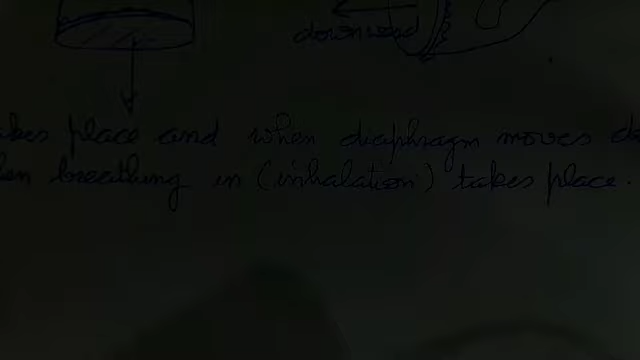 downward
takes place and when diaphragm moves
then breathing in (inhalation) takes place.